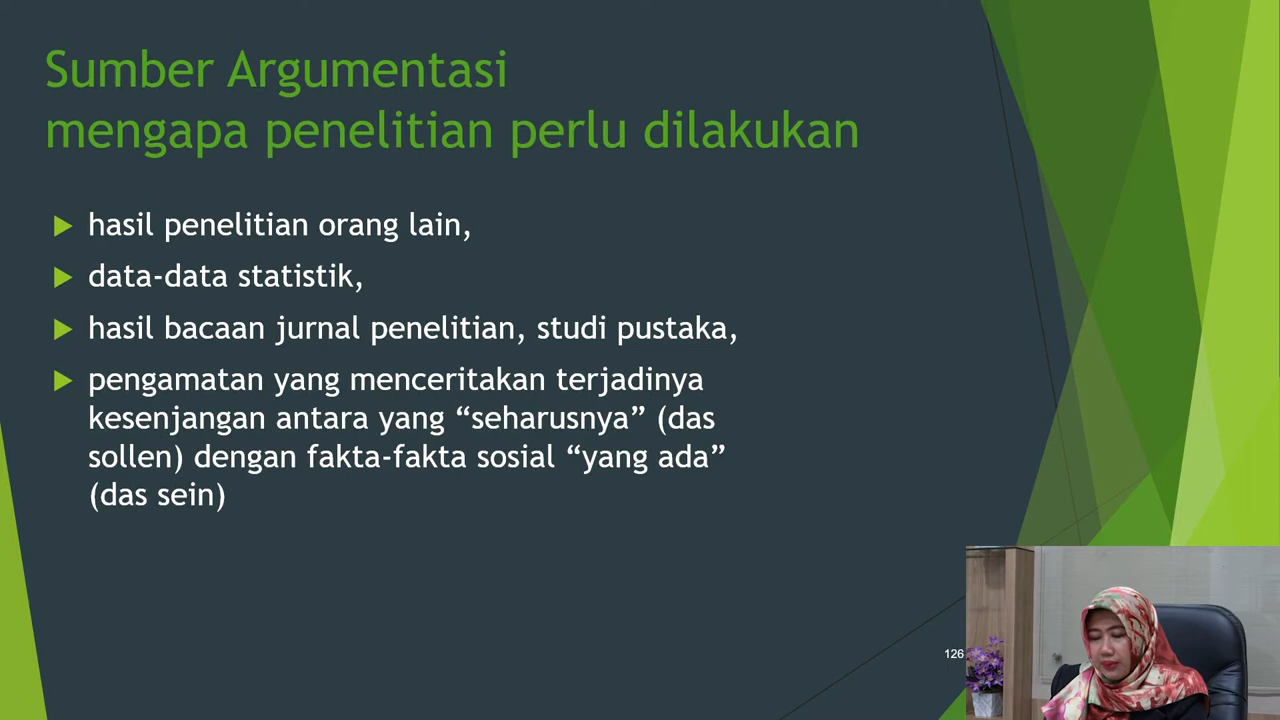 Sumber Argumentasi
mengapa penelitian perlu dilakukan
hasil penelitian orang lain,
data-data statistik,
hasil bacaan jurnal penelitian, studi pustaka,
pengamatan yang menceritakan terjadinya
kesenjangan antara yang “seharusnya” (das
sollen) dengan fakta-fakta sosial “yang ada”
(das sein)
126